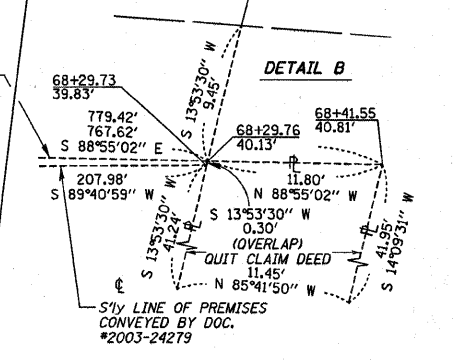 DETAIL B
S 13°53'30" W
9.45'
68+29.73
39.83'
68+29.76
40.13'
68+41.55
40.81'
779.42'
767.62'
S 88°55'02" E
207.98'
S 89°40'59" W
11.80'
N 88°55'02" W
S 13°53'30" W
0.30'
(OVERLAP)
QUIT CLAIM DEED
S 13°53'30" W
41.24'
11.45'
N 85°41'50" W
41.95'
S 14°09'31" W
S'ly LINE OF PREMISES
CONVEYED BY DOC.
#2003-24279